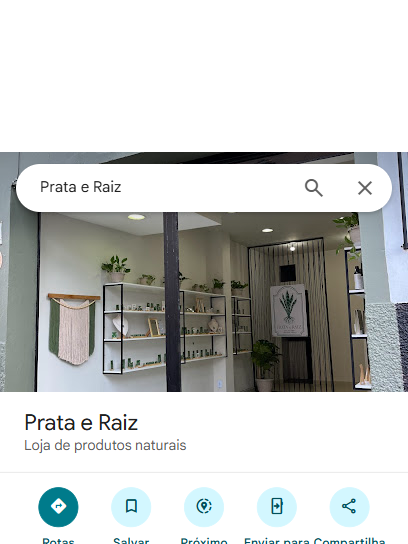 Prata e Raiz
Prata e Raiz
Loja de produtos naturais
Rotas
Salvar
Próximo
Enviar para
Compartilha